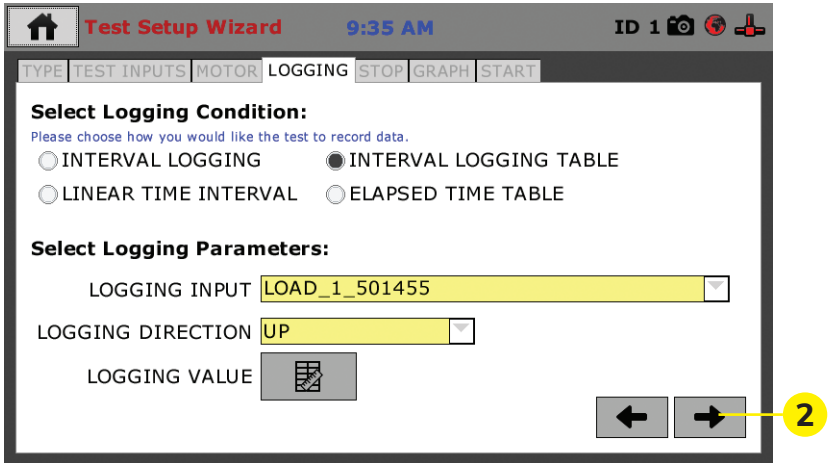 Test Setup Wizard 9:35 AM ID 1
TYPE TEST INPUTS MOTOR LOGGING STOP GRAPH START
Select Logging Condition:
Please choose how you would like the test to record data.
INTERVAL LOGGING INTERVAL LOGGING TABLE
LINEAR TIME INTERVAL ELAPSED TIME TABLE
Select Logging Parameters:
LOGGING INPUT LOAD_1_501455
LOGGING DIRECTION UP
LOGGING VALUE
2